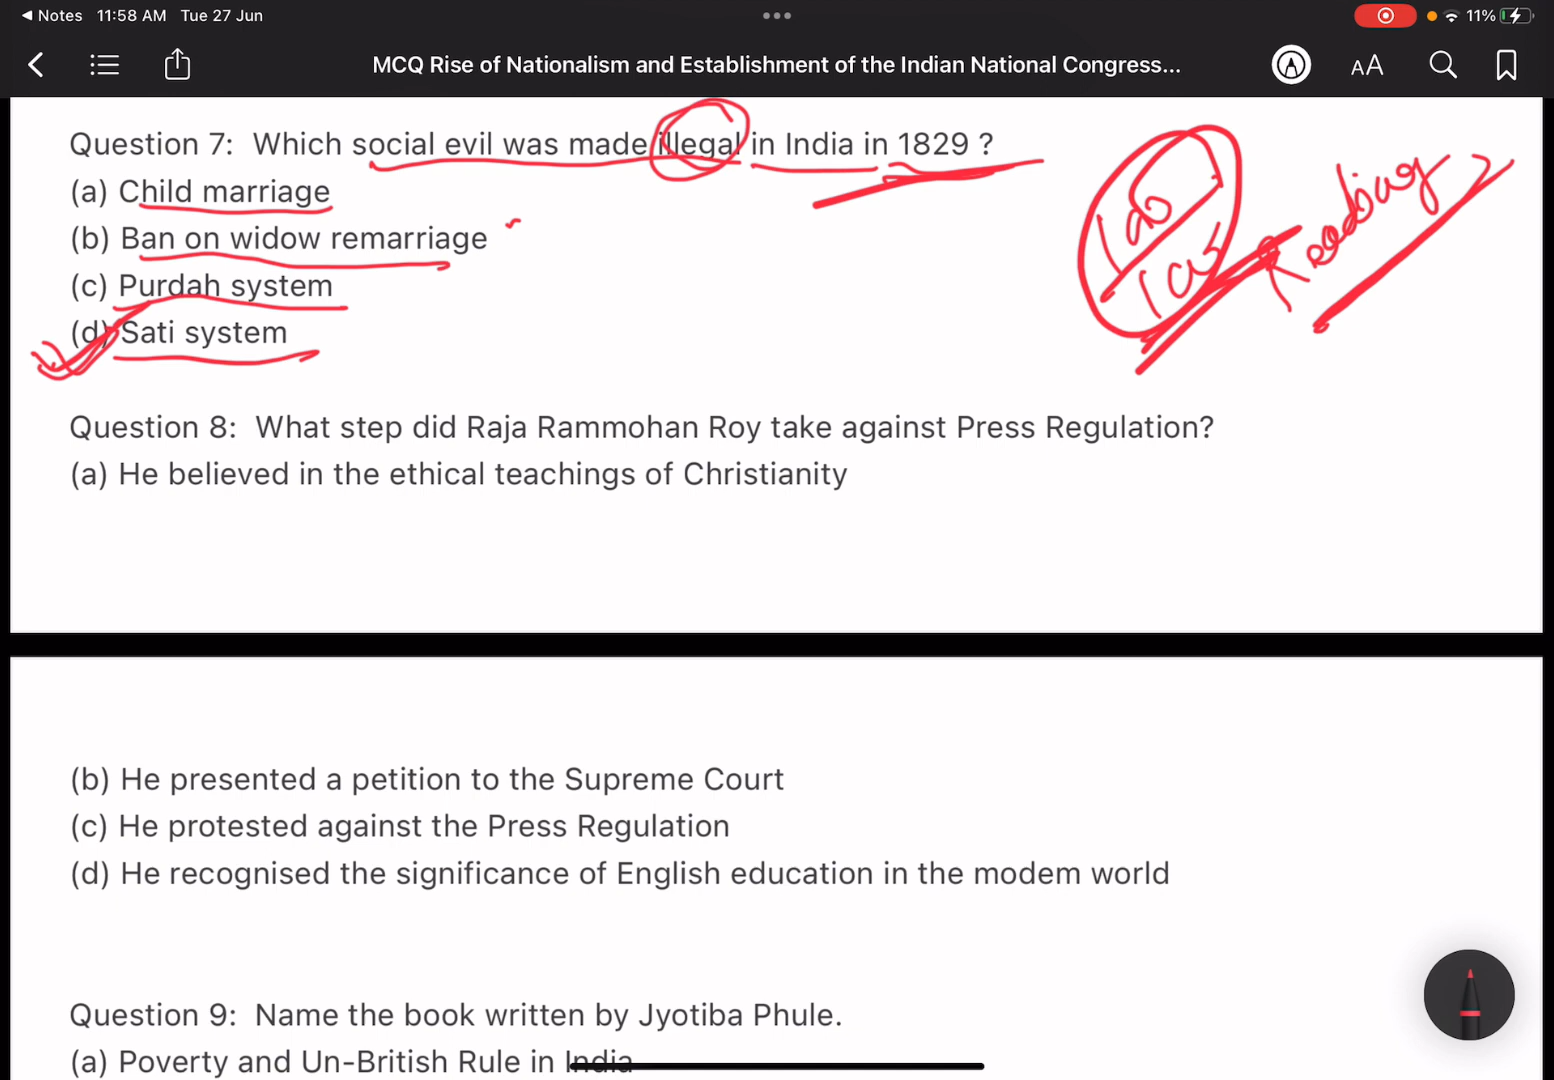 Notes 11:58 AM Tue 27 Jun
11%
MCQ Rise of Nationalism and Establishment of the Indian National Congress...
AA
Question 7: Which social evil was made illegal in India in 1829 ?
(a) Child marriage
(b) Ban on widow remarriage
(c) Purdah system
(d) Sati system
Reading
Question 8: What step did Raja Rammohan Roy take against Press Regulation?
(a) He believed in the ethical teachings of Christianity
(b) He presented a petition to the Supreme Court
(c) He protested against the Press Regulation
(d) He recognised the significance of English education in the modem world
Question 9: Name the book written by Jyotiba Phule.
(a) Poverty and Un-British Rule in India